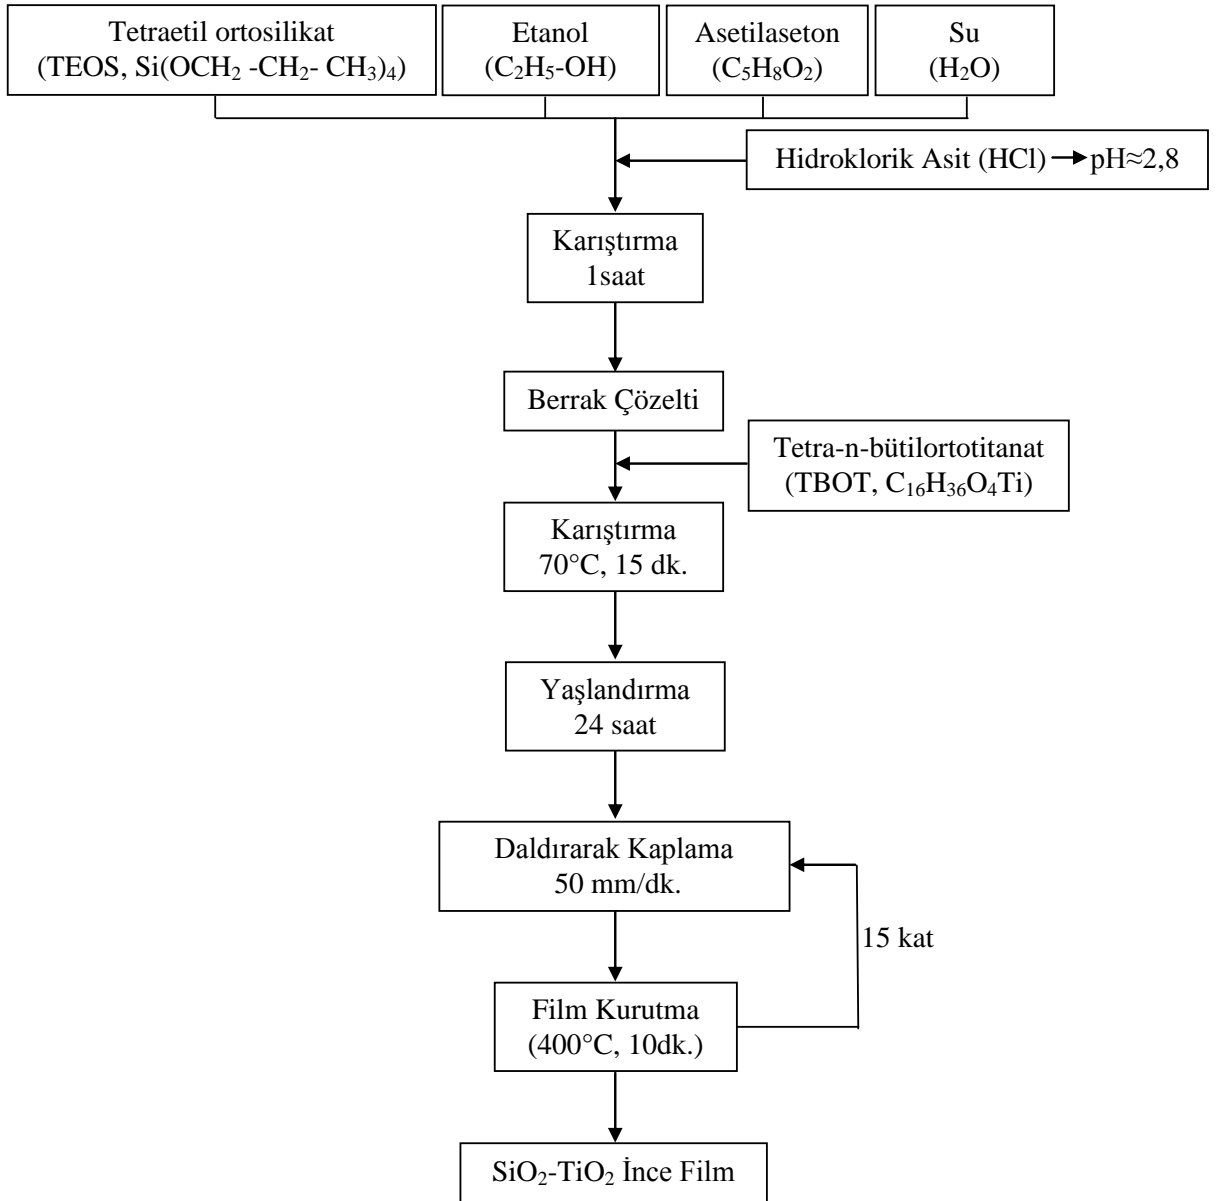 Tetraetil ortosilikat
(TEOS, Si(OCH₂ -CH₂- CH₃)₄)
Etanol
(C₂H₅-OH)
Asetilaseton
(C₅H₈O₂)
Su
(H₂O)
Hidroklorik Asit (HCl) → pH≈2,8
Karıştırma
1saat
Berrak Çözelti
Tetra-n-bütilortotitanat
(TBOT, C₁₆H₃₆O₄Ti)
Karıştırma
70°C, 15 dk.
Yaşlandırma
24 saat
Daldırarak Kaplama
50 mm/dk.
15 kat
Film Kurutma
(400°C, 10dk.)
SiO₂-TiO₂ İnce Film